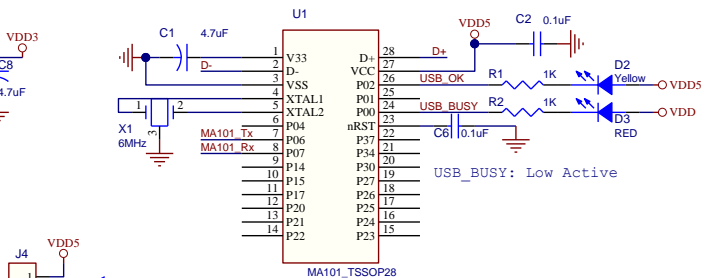 U1
VDD3
C8
4.7uF
C1
4.7uF
VDD5
C2
0.1uF
D-
D+
1
2
3
4
5
6
7
8
9
10
11
12
13
14
V33
D-
VSS
XTAL1
XTAL2
P04
P06
P07
P14
P15
P17
P20
P21
P22
D+
VCC
P02
P01
P00
nRST
P37
P34
P30
P27
P26
P25
P24
P23
28
27
26
25
24
23
22
21
20
19
18
17
16
15
USB_OK
R1
1K
D2
Yellow
VDD5
USB_BUSY
R2
1K
D3
RED
VDD
C6
0.1uF
1
2
3
X1
6MHz
MA101_Tx
MA101_Rx
USB_BUSY: Low Active
MA101_TSSOP28
VDD5
J4
1